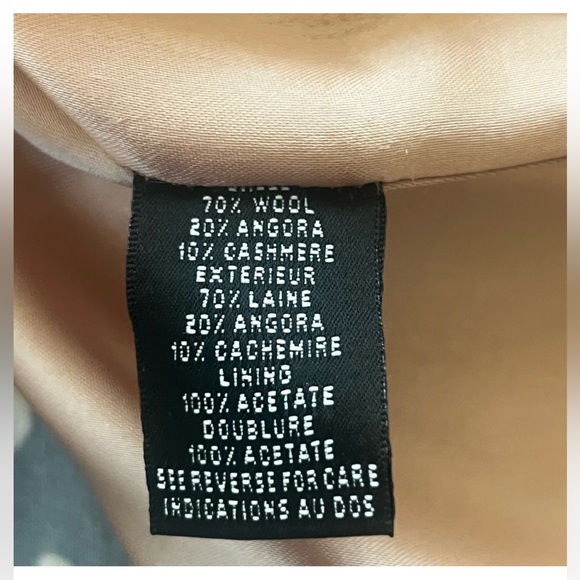 70% WOOL
20% ANGORA
10% CASHMERE
EXTERIEUR
70% LAINE
20% ANGORA
10% CACHEMIRE
LINING
100% ACETATE
DOUBLURE
100% ACETATE
SEE REVERSE FOR CARE
INDICATIONS AU DOS